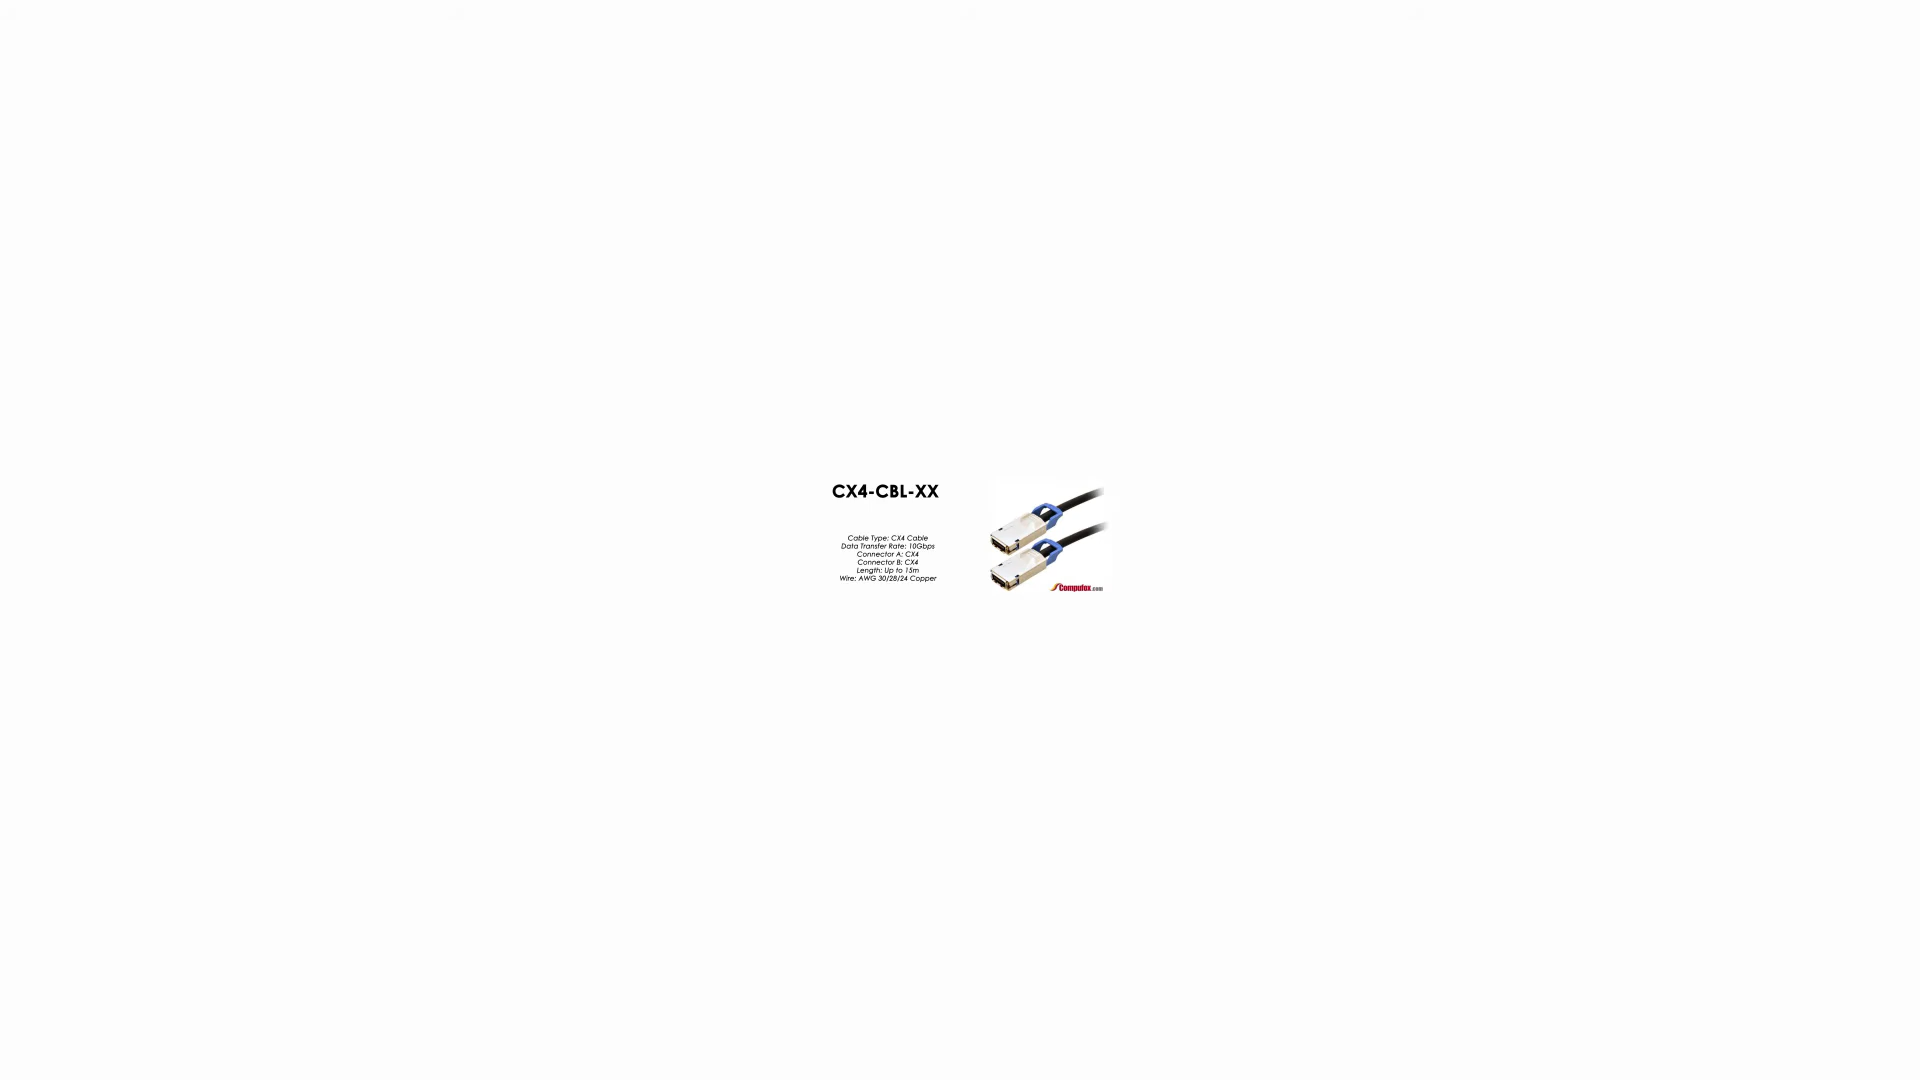 CX4-CBL-XX
Cable Type: CX4 Cable
Data Transfer Rate: 10Gbps
Connector A: CX4
Connector B: CX4
Length: Up to 15m
Wire: AWG 30/28/24 Copper
Compufox.com